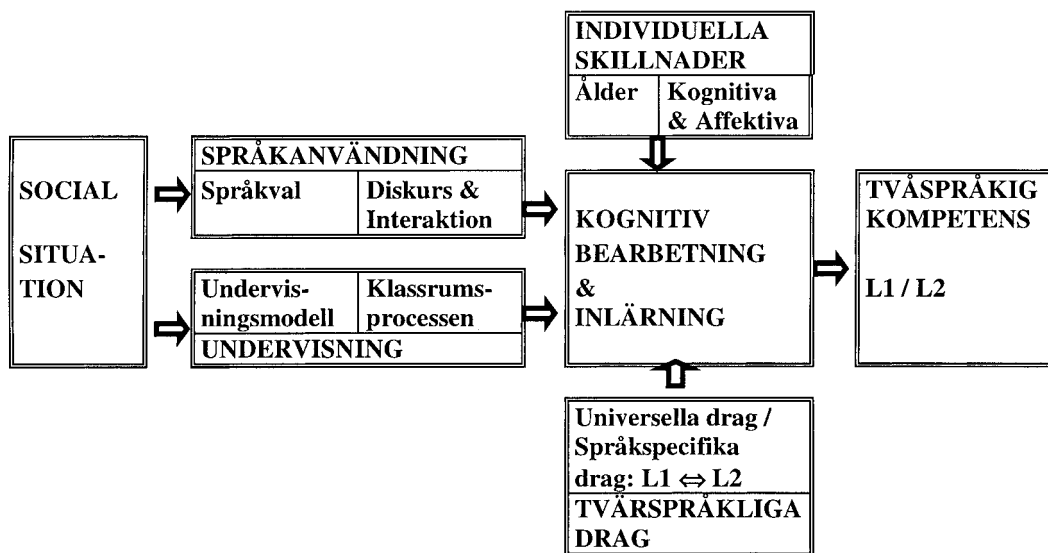 INDIVIDUELLA
SKILLNADER
Ålder
Kognitiva
& Affektiva
SOCIAL
SITUA-
TION
SPRÅKANVÄNDNING
Språkval
Diskurs &
Interaktion
Undervis-
ningsmodell
Klassrums-
processen
UNDERVISNING
KOGNITIV
BEARBETNING
&
INLÄRNING
TVÅSPRÅKIG
KOMPETENS
L1 / L2
Universella drag /
Språkspecifika
drag: L1 ⇔ L2
TVÄRSPRÅKLIGA
DRAG